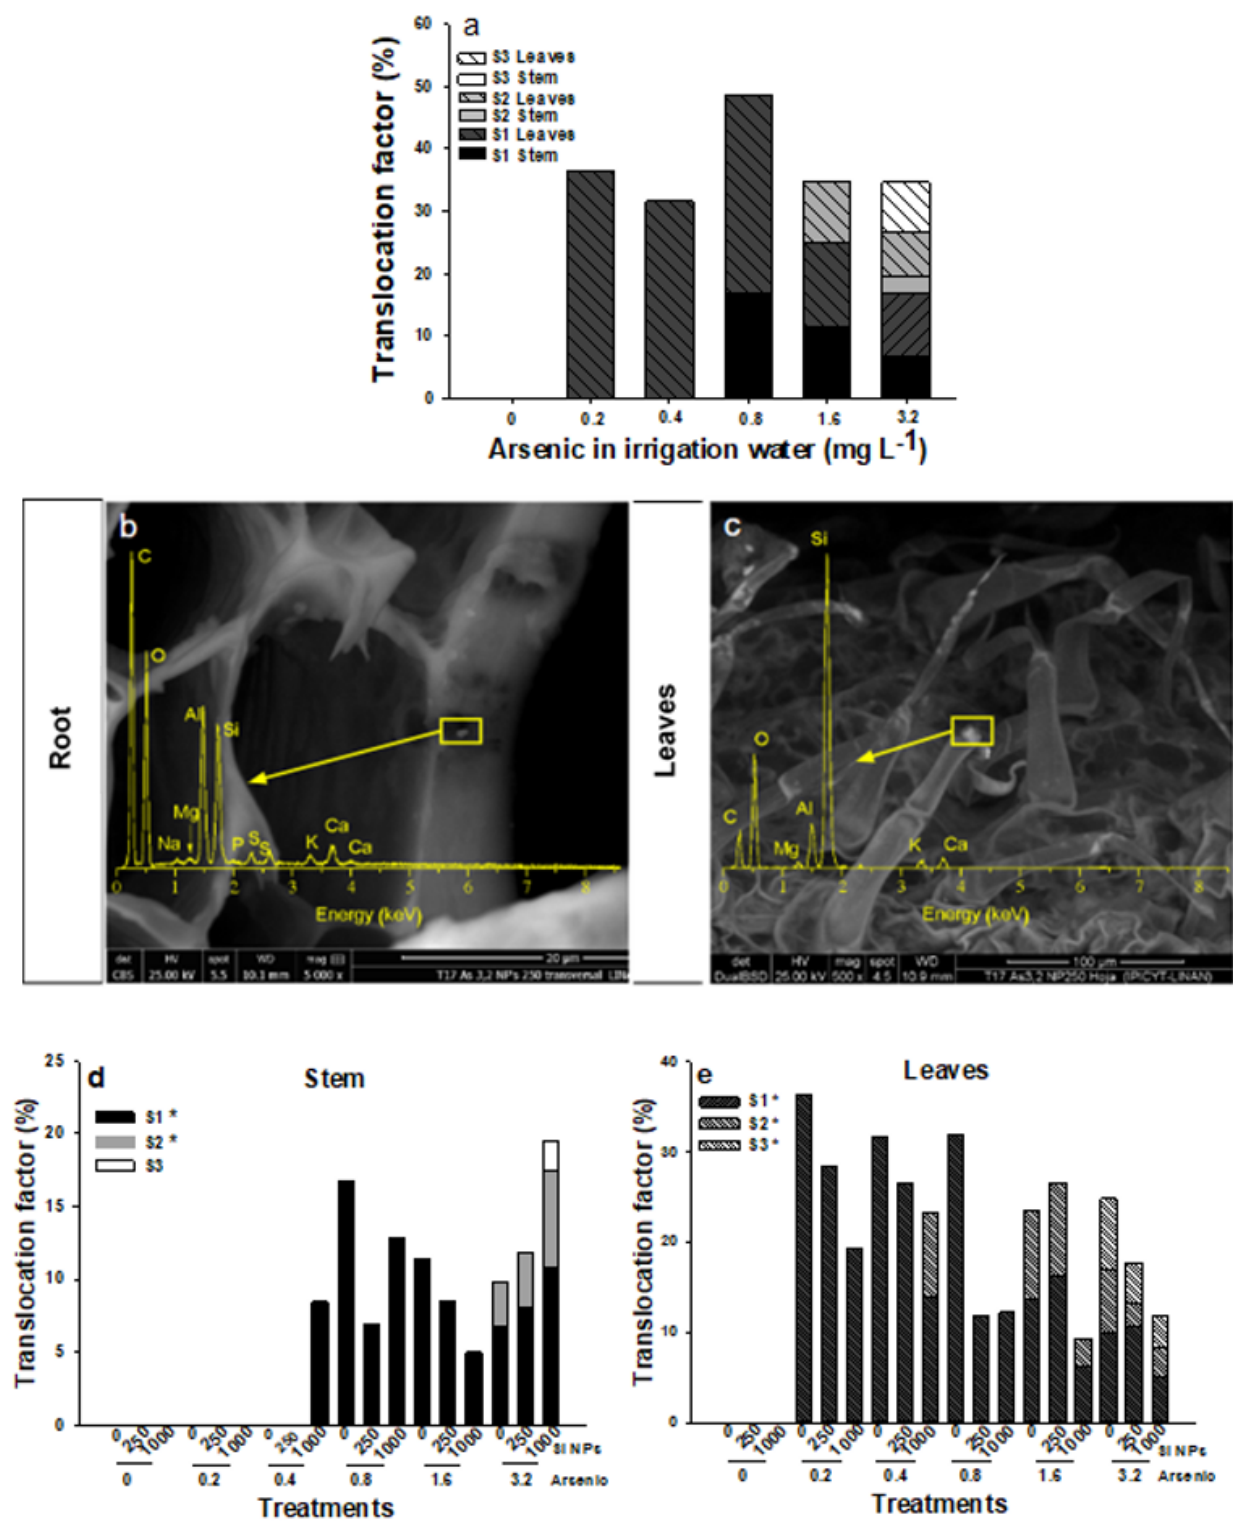 a
60
50
40
30
20
10
0
Translocation factor (%)
S3 Leaves
S3 Stem
S2 Leaves
S2 Stem
S1 Leaves
S1 Stem
0 0.2 0.4 0.8 1.6 3.2
Arsenic in irrigation water (mg L-1)
Root
b
C
O
Al
Si
Mg
Na
P
S
S
K
Ca
Ca
0 1 2 3 4 5 6 7 8
Energy (keV)
det HV spot WD mag 20 µm
CBS 25.00 kV 5.5 10.1 mm 5 000 x T17 As 3,2 NP's 250 transversal
Leaves
c
Si
O
C
Al
Mg
K
Ca
0 1 2 3 4 5 6 7 8
Energy (keV)
det HV mag spot WD 100 µm
DualBSD 25.00 kV 500 x 4.5 10.9 mm T17 As3,2 NP250 Hoja (IPICYT-LINAN)
d
Stem
25
20
15
10
5
0
Translocation factor (%)
S1 *
S2 *
S3
0 250 1000 0 250 1000 0 250 1000 0 250 1000 0 250 1000 0 250 1000 SI NPs
0 0.2 0.4 0.8 1.6 3.2 Arsenic
Treatments
e
Leaves
40
30
20
10
0
Translocation factor (%)
S1 *
S2 *
S3 *
0 250 1000 0 250 1000 0 250 1000 0 250 1000 0 250 1000 0 250 1000 SI NPs
0 0.2 0.4 0.8 1.6 3.2 Arsenic
Treatments